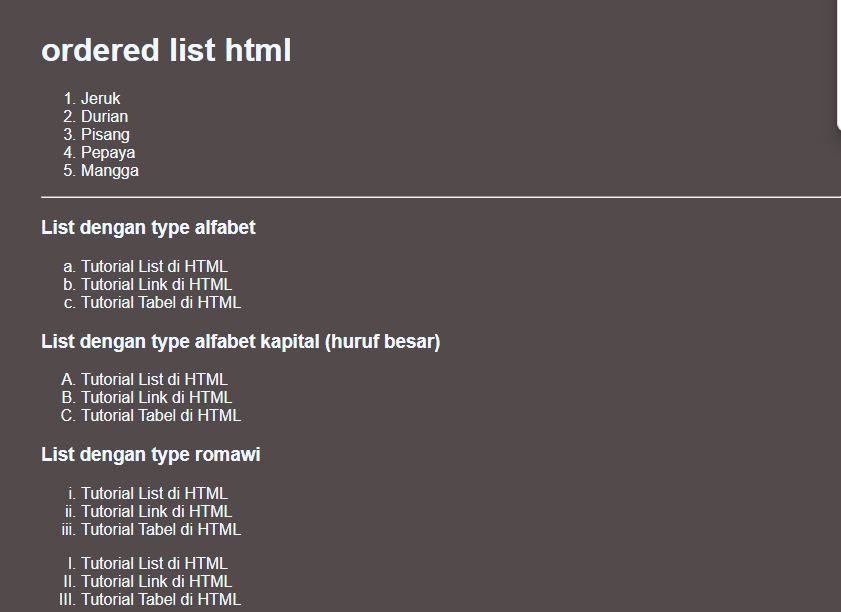 ordered list html
1. Jeruk
2. Durian
3. Pisang
4. Pepaya
5. Mangga
List dengan type alfabet
a. Tutorial List di HTML
b. Tutorial Link di HTML
c. Tutorial Tabel di HTML
List dengan type alfabet kapital (huruf besar)
A. Tutorial List di HTML
B. Tutorial Link di HTML
C. Tutorial Tabel di HTML
List dengan type romawi
i. Tutorial List di HTML
ii. Tutorial Link di HTML
iii. Tutorial Tabel di HTML
I. Tutorial List di HTML
II. Tutorial Link di HTML
III. Tutorial Tabel di HTML